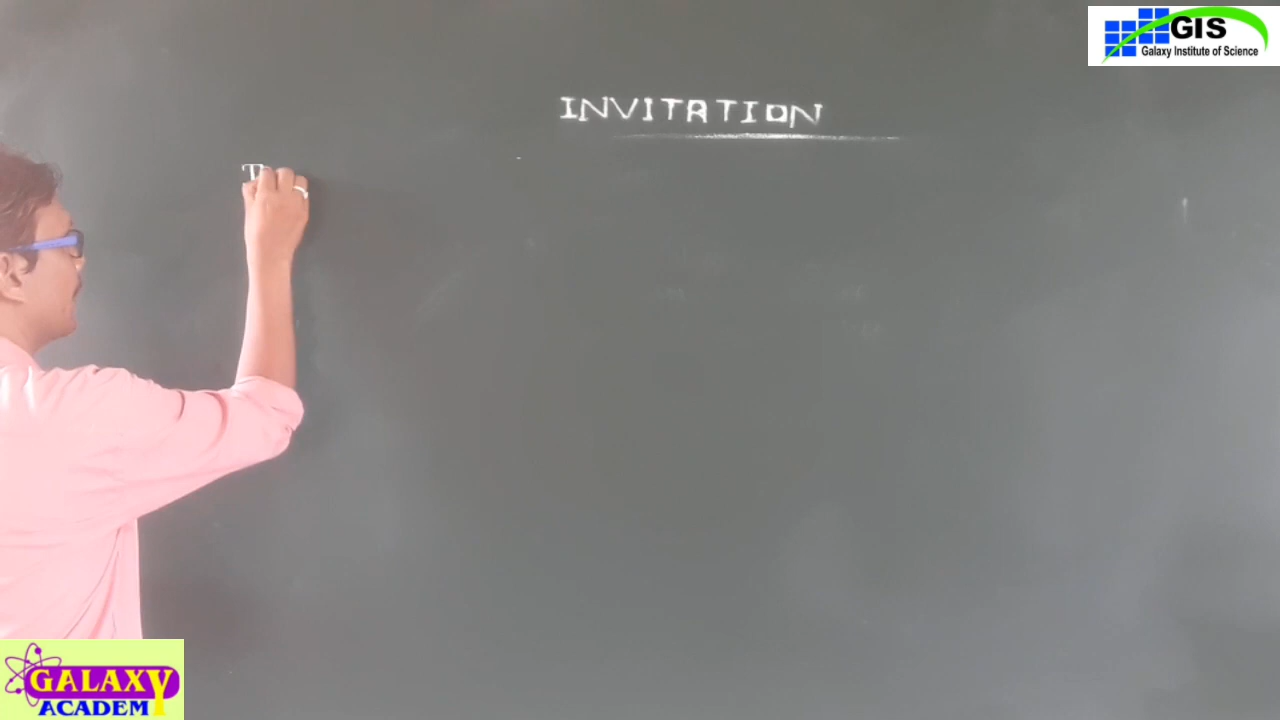 GIS
Galaxy Institute of Science
INVITATION
GALAXY
ACADEM